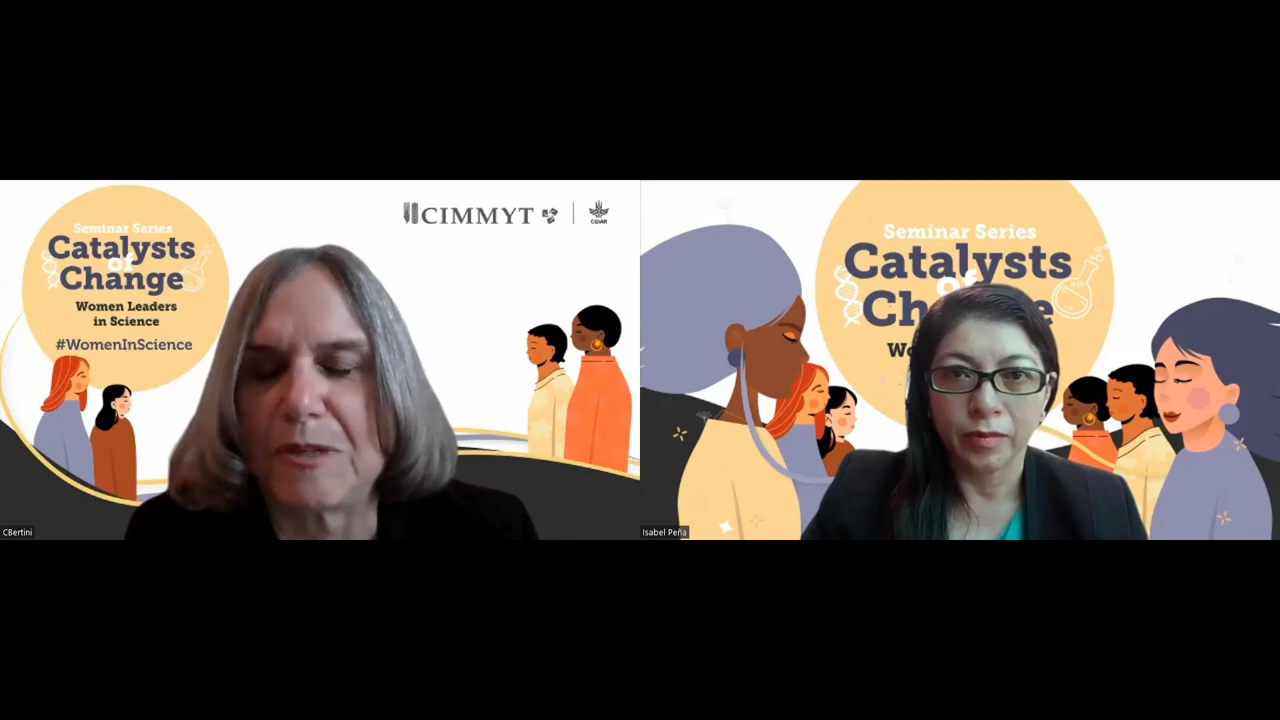 Seminar Series
Catalysts
of
Change
Women Leaders
in Science
#WomenInScience
CIMMYT
CGIAR
CBertini
Seminar Series
Catalysts
of
Ch e
Wo
Isabel Peña